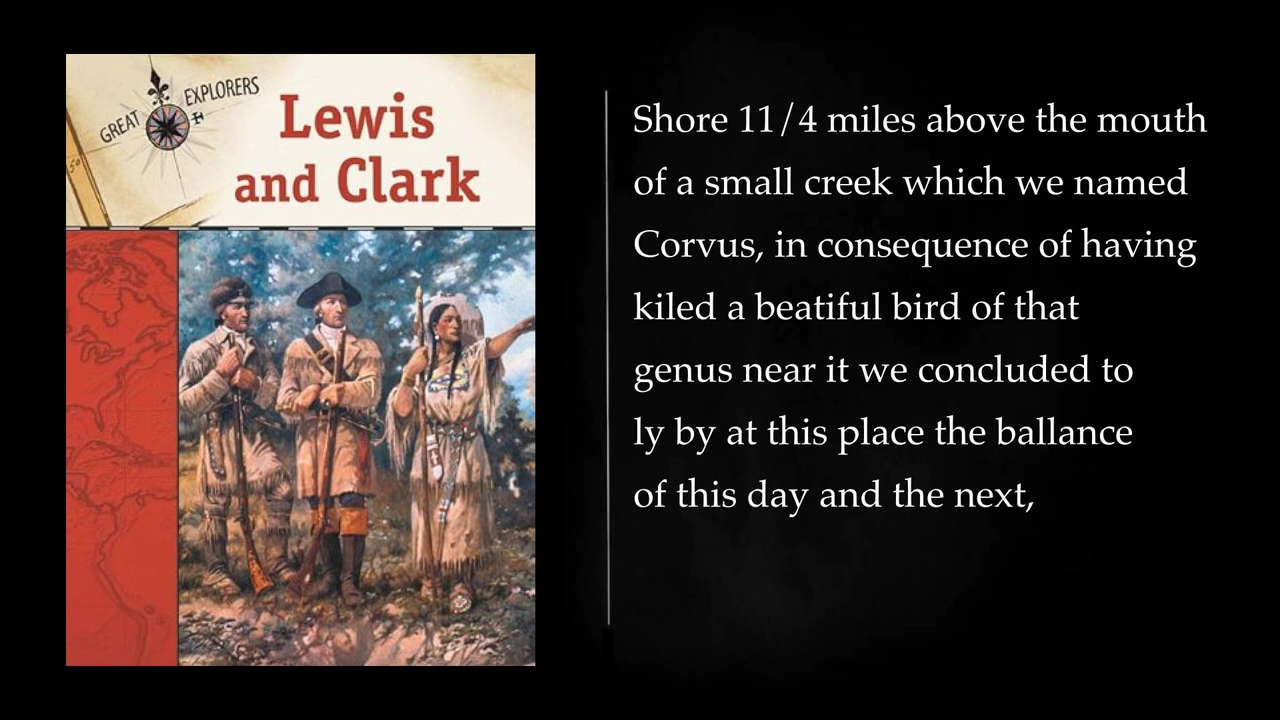 GREAT EXPLORERS
Lewis
and Clark
50
Shore 11/4 miles above the mouth
of a small creek which we named
Corvus, in consequence of having
kiled a beatiful bird of that
genus near it we concluded to
ly by at this place the ballance
of this day and the next,